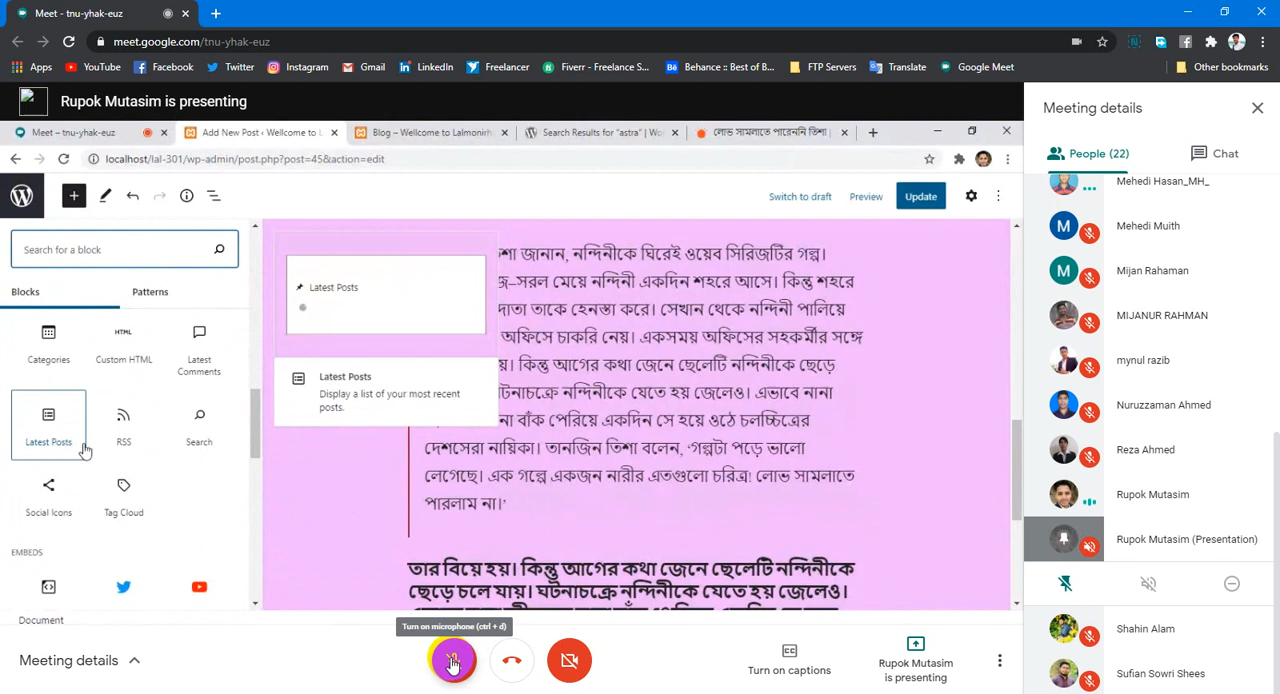 Meet - tnu-yhak-euz
meet.google.com/tnu-yhak-euz
Apps YouTube Facebook Twitter Instagram Gmail LinkedIn Freelancer Fiverr - Freelance S... Behance :: Best of B... FTP Servers Translate Google Meet Other bookmarks
Rupok Mutasim is presenting
Meet – tnu-yhak-euz Add New Post ‹ Welcome to L Blog – Welcome to Lalmonirh Search Results for "astra" | Wo লোভ সামলাতে পারেননি তিশা
localhost/lal-301/wp-admin/post.php?post=45&action=edit
Switch to draft Preview Update
Search for a block
Blocks Patterns
Categories
Custom HTML
Latest Comments
Latest Posts
RSS
Search
Social Icons
Tag Cloud
EMBEDS
Document
Latest Posts
Latest Posts
Display a list of your most recent
posts.
শা জানান, নন্দিনীকে ঘিরেই ওয়েব সিরিজটির গল্প।
জ–সরল মেয়ে নন্দিনী একদিন শহরে আসে। কিন্তু শহরে
দাতা তাকে হেনস্তা করে। সেখান থেকে নন্দিনী পালিয়ে
অফিসে চাকরি নেয়। একসময় অফিসের সহকর্মীর সঙ্গে
য়। কিন্তু আগের কথা জেনে ছেলেটি নন্দিনীকে ছেড়ে
টনাচক্রে নন্দিনীকে যেতে হয় জেলেও। এভাবে নানা
না বাঁক পেরিয়ে একদিন সে হয়ে ওঠে চলচ্চিত্রের
দেশসেরা নায়িকা। তানজিন তিশা বলেন, ‘গল্পটা পড়ে ভালো
লেগেছে। এক গল্পে একজন নারীর এতগুলো চরিত্র! লোভ সামলাতে
পারলাম না।’
তার বিয়ে হয়। কিন্তু আগের কথা জেনে ছেলেটি নন্দিনীকে
ছেড়ে চলে যায়। ঘটনাচক্রে নন্দিনীকে যেতে হয় জেলেও।
Turn on microphone (ctrl + d)
Meeting details
Turn on captions
Rupok Mutasim
is presenting
Meeting details
People (22) Chat
Mehedi Hasan_MH_
Mehedi Muith
Mijan Rahaman
MIJANUR RAHMAN
mynul razib
Nuruzzaman Ahmed
Reza Ahmed
Rupok Mutasim
Rupok Mutasim (Presentation)
Shahin Alam
Sufian Sowri Shees